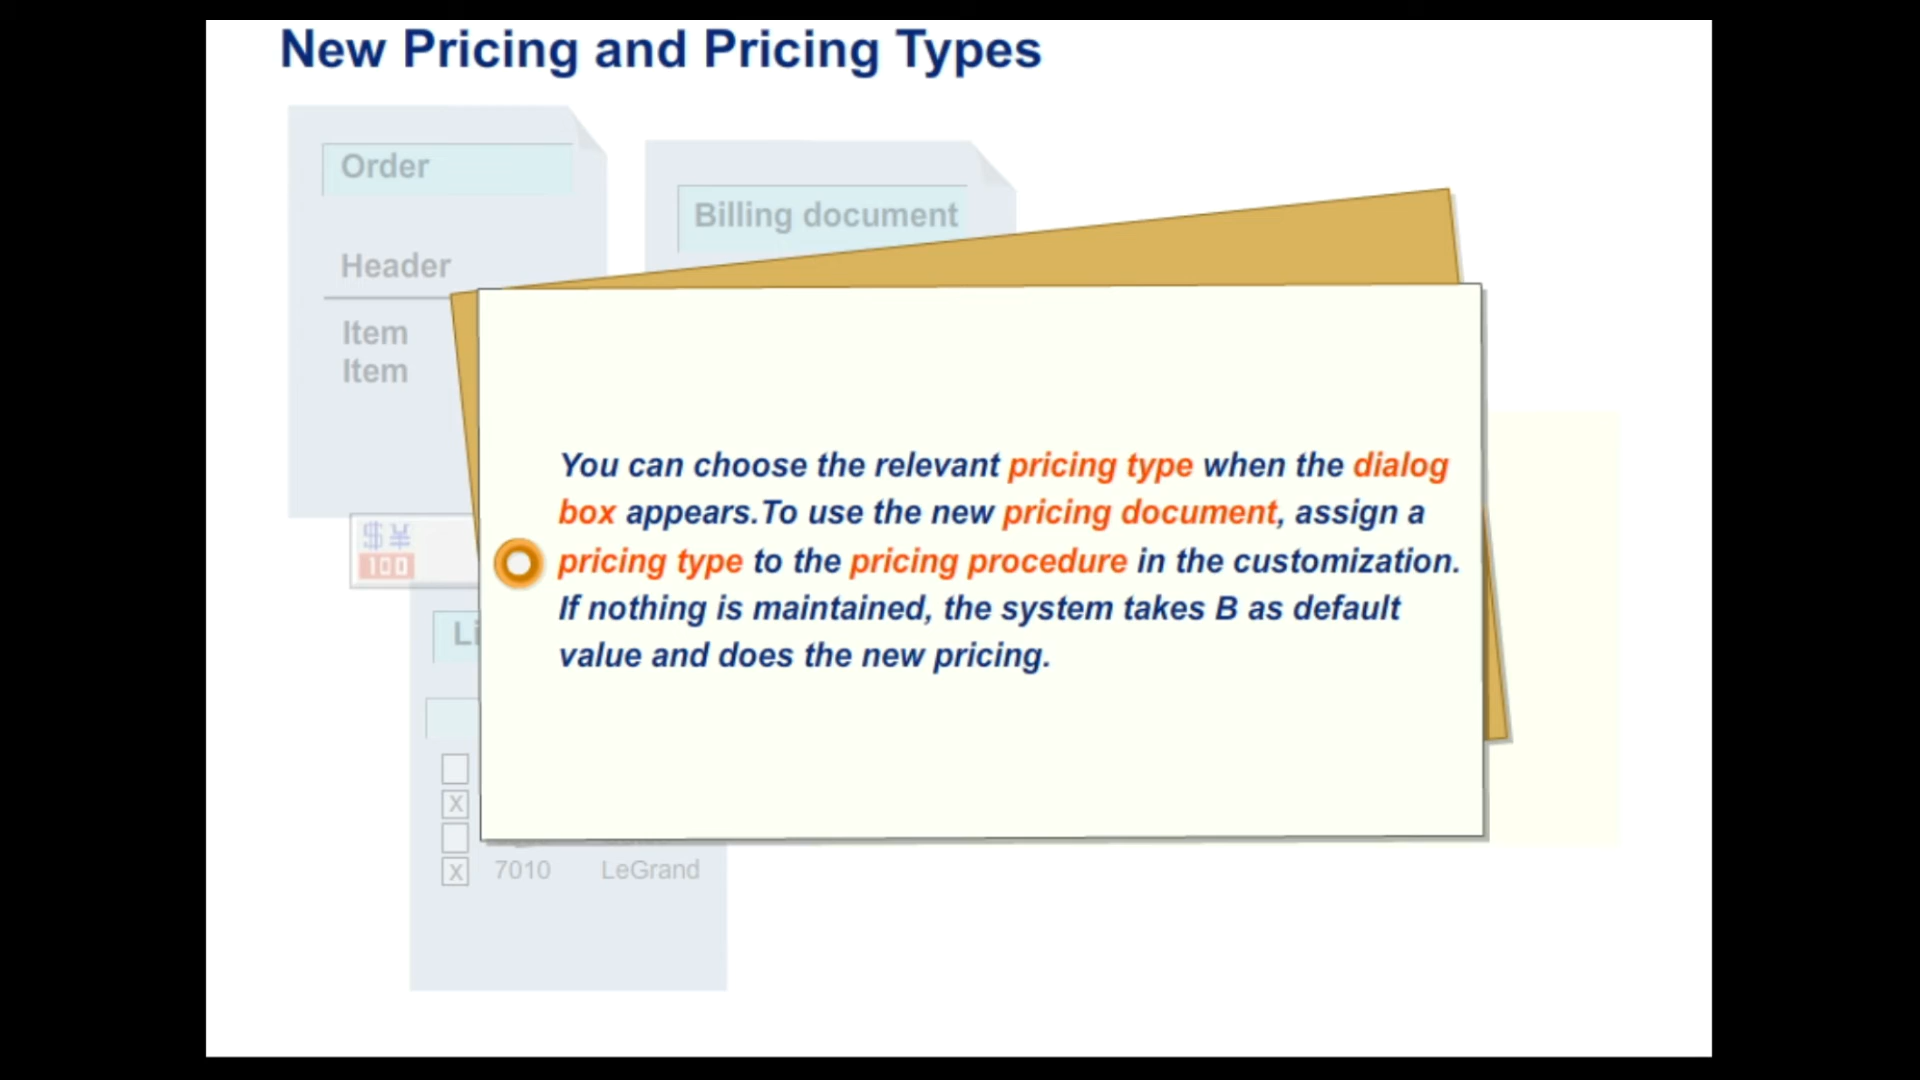 New Pricing and Pricing Types
Order
Billing document
Header
Item
Item
You can choose the relevant pricing type when the dialog
box appears.To use the new pricing document, assign a
pricing type to the pricing procedure in the customization.
If nothing is maintained, the system takes B as default
value and does the new pricing.
$ ¥
100
Li
X
X 7010 LeGrand